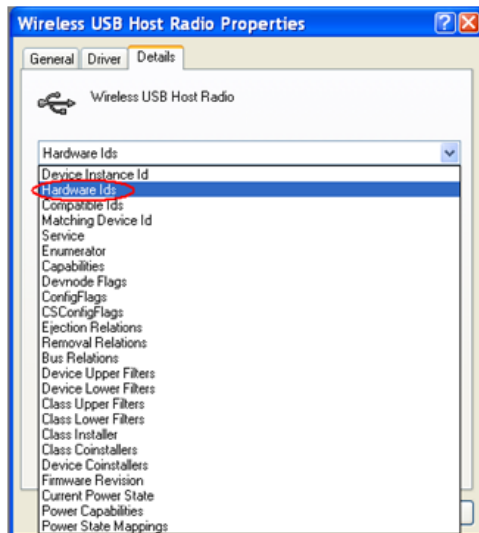 Wireless USB Host Radio Properties
General Driver Details
Wireless USB Host Radio
Hardware Ids
Device Instance Id
Hardware Ids
Compatible Ids
Matching Device Id
Service
Enumerator
Capabilities
Devnode Flags
ConfigFlags
CSConfigFlags
Ejection Relations
Removal Relations
Bus Relations
Device Upper Filters
Device Lower Filters
Class Upper Filters
Class Lower Filters
Class Installer
Class Coinstallers
Device Coinstallers
Firmware Revision
Current Power State
Power Capabilities
Power State Mappings